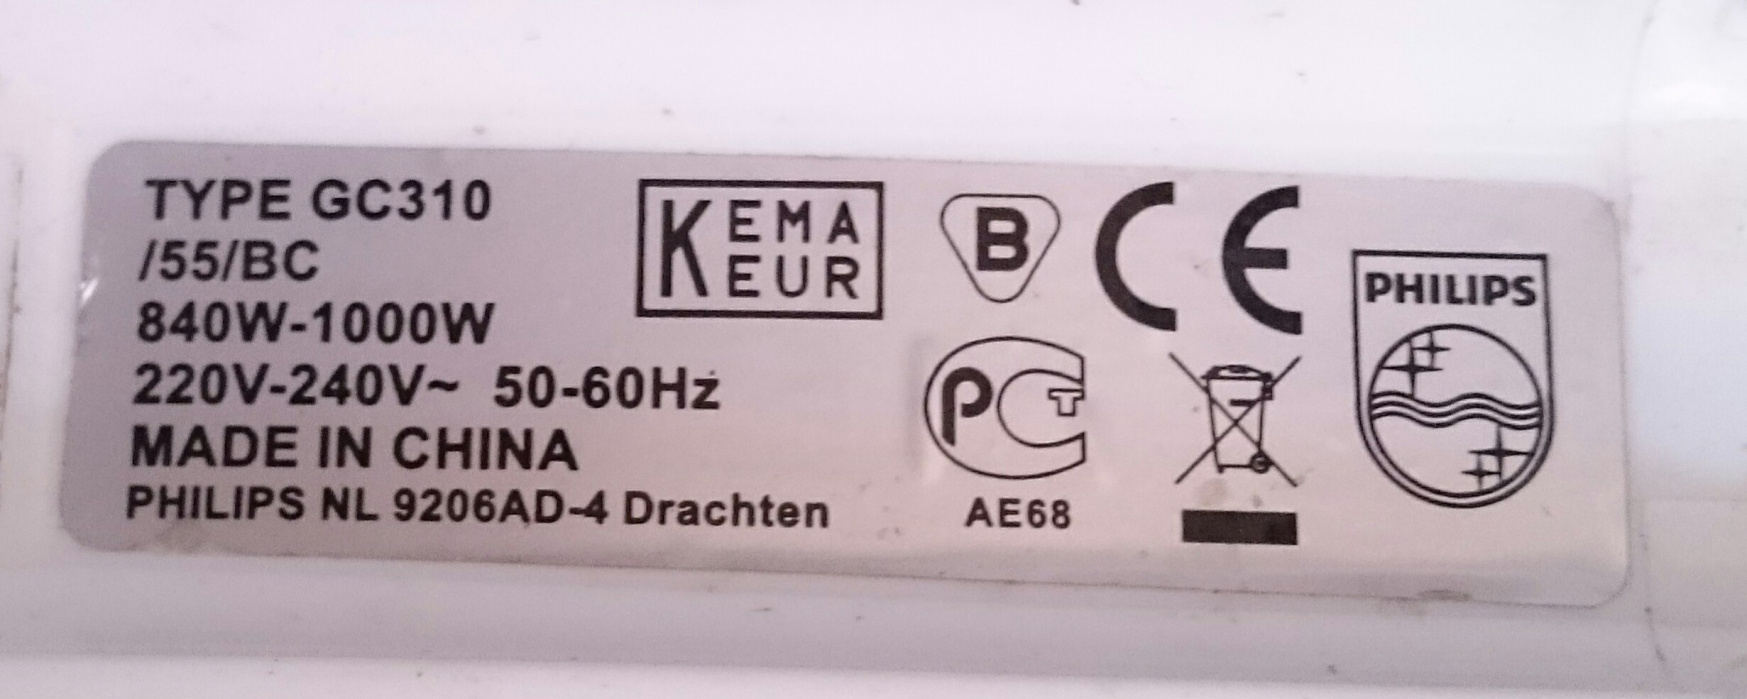 TYPE GC310
/55/BC
840W-1000W
220V-240V~ 50-60Hz
MADE IN CHINA
PHILIPS NL 9206AD-4 Drachten
KEMA
KEUR
B
CE
PCT
AE68
PHILIPS